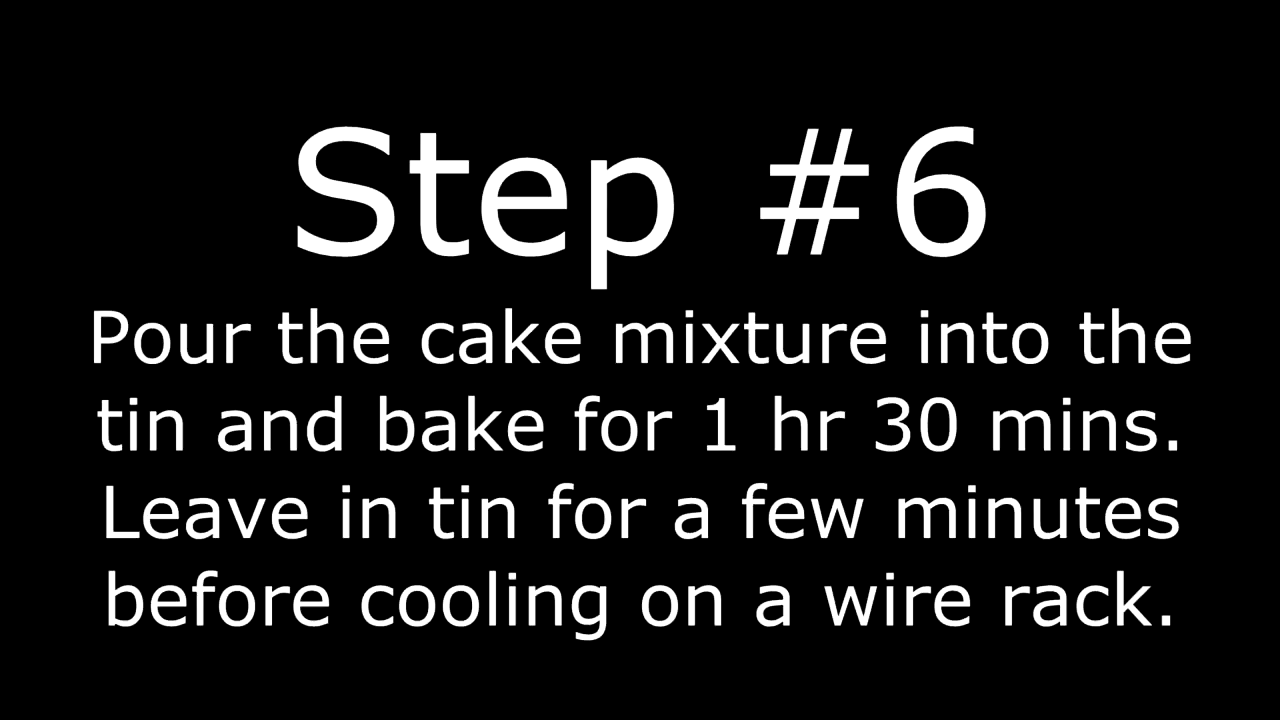 Step #6
Pour the cake mixture into the
tin and bake for 1 hr 30 mins.
Leave in tin for a few minutes
before cooling on a wire rack.